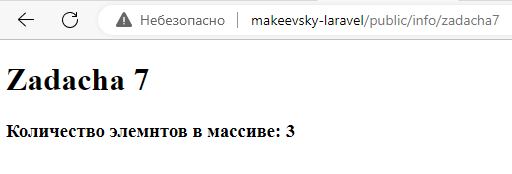 Небезопасно | makeevsky-laravel/public/info/zadacha7
Zadacha 7
Количество элемнтов в массиве: 3